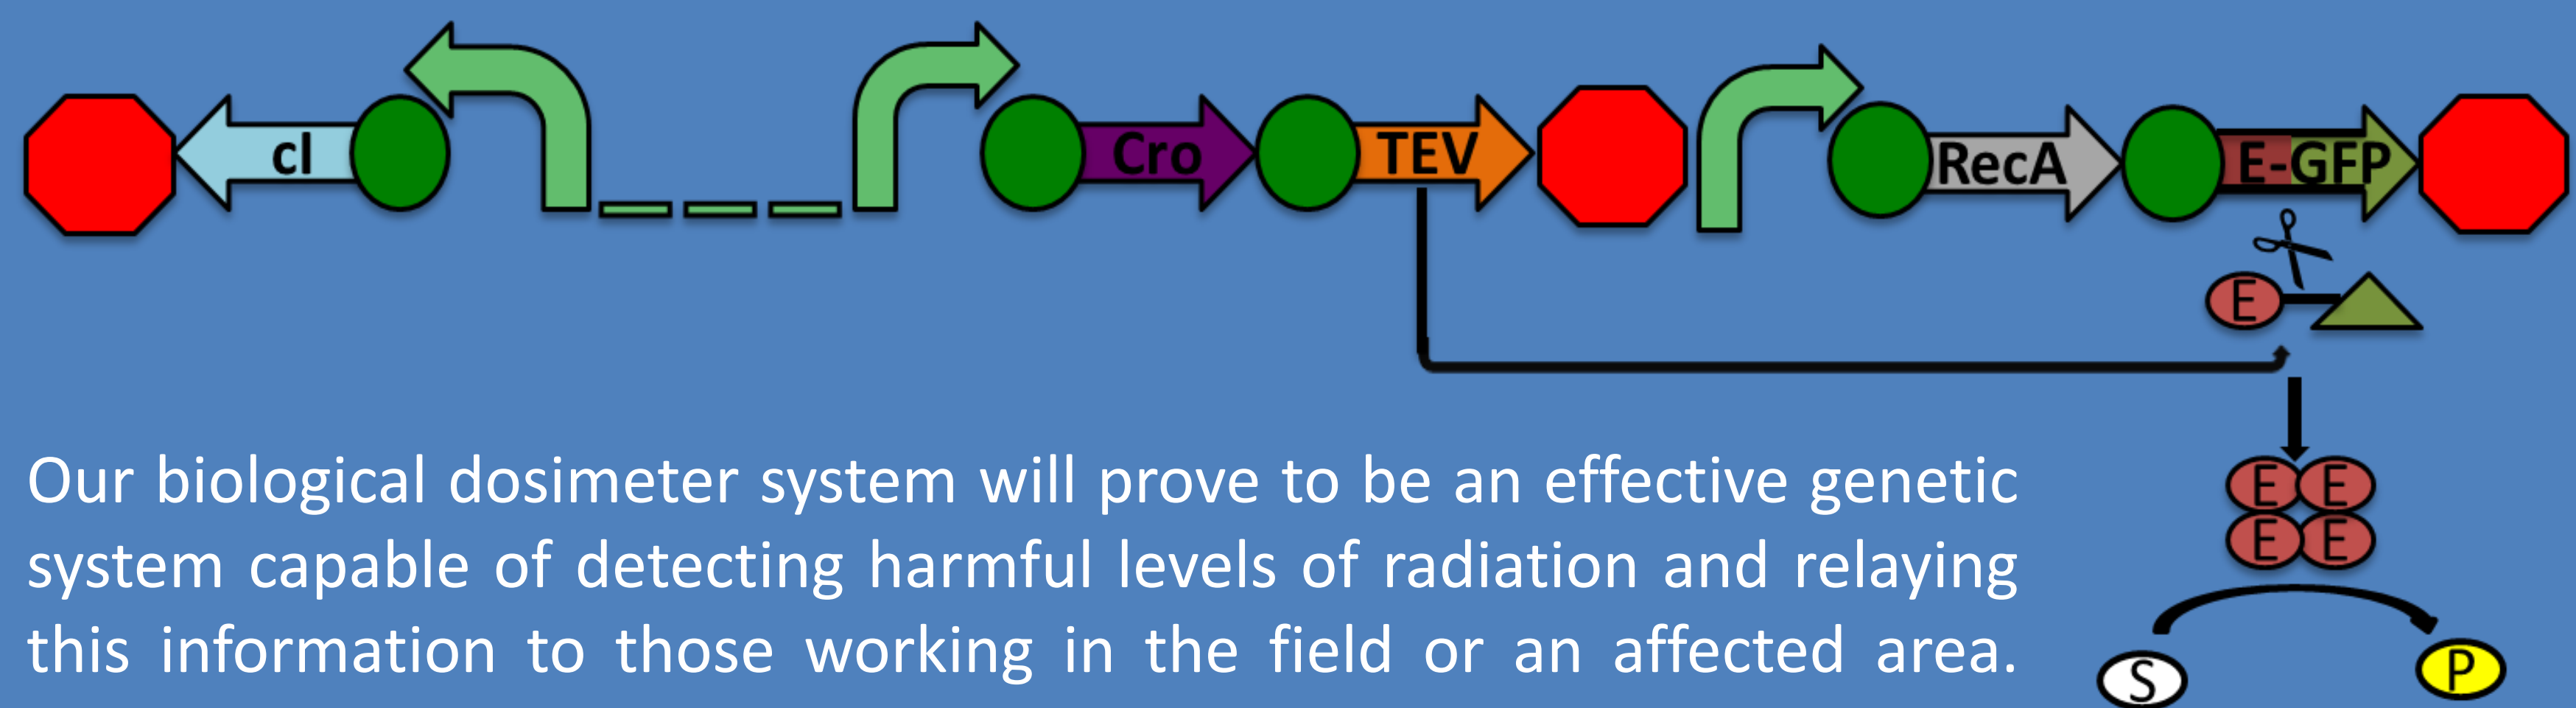 cI Cro TEV RecA E-GFP
E
Our biological dosimeter system will prove to be an effective genetic
system capable of detecting harmful levels of radiation and relaying
this information to those working in the field or an affected area.
E E
E E
S P